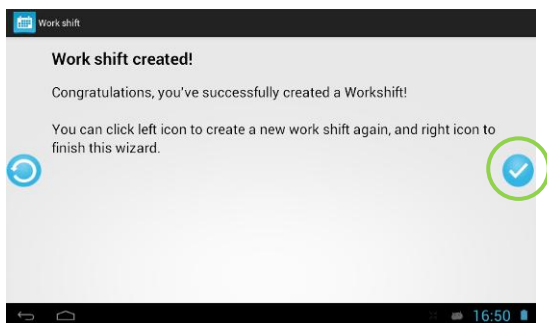 Work shift
Work shift created!
Congratulations, you've successfully created a Workshift!
You can click left icon to create a new work shift again, and right icon to
finish this wizard.
16:50